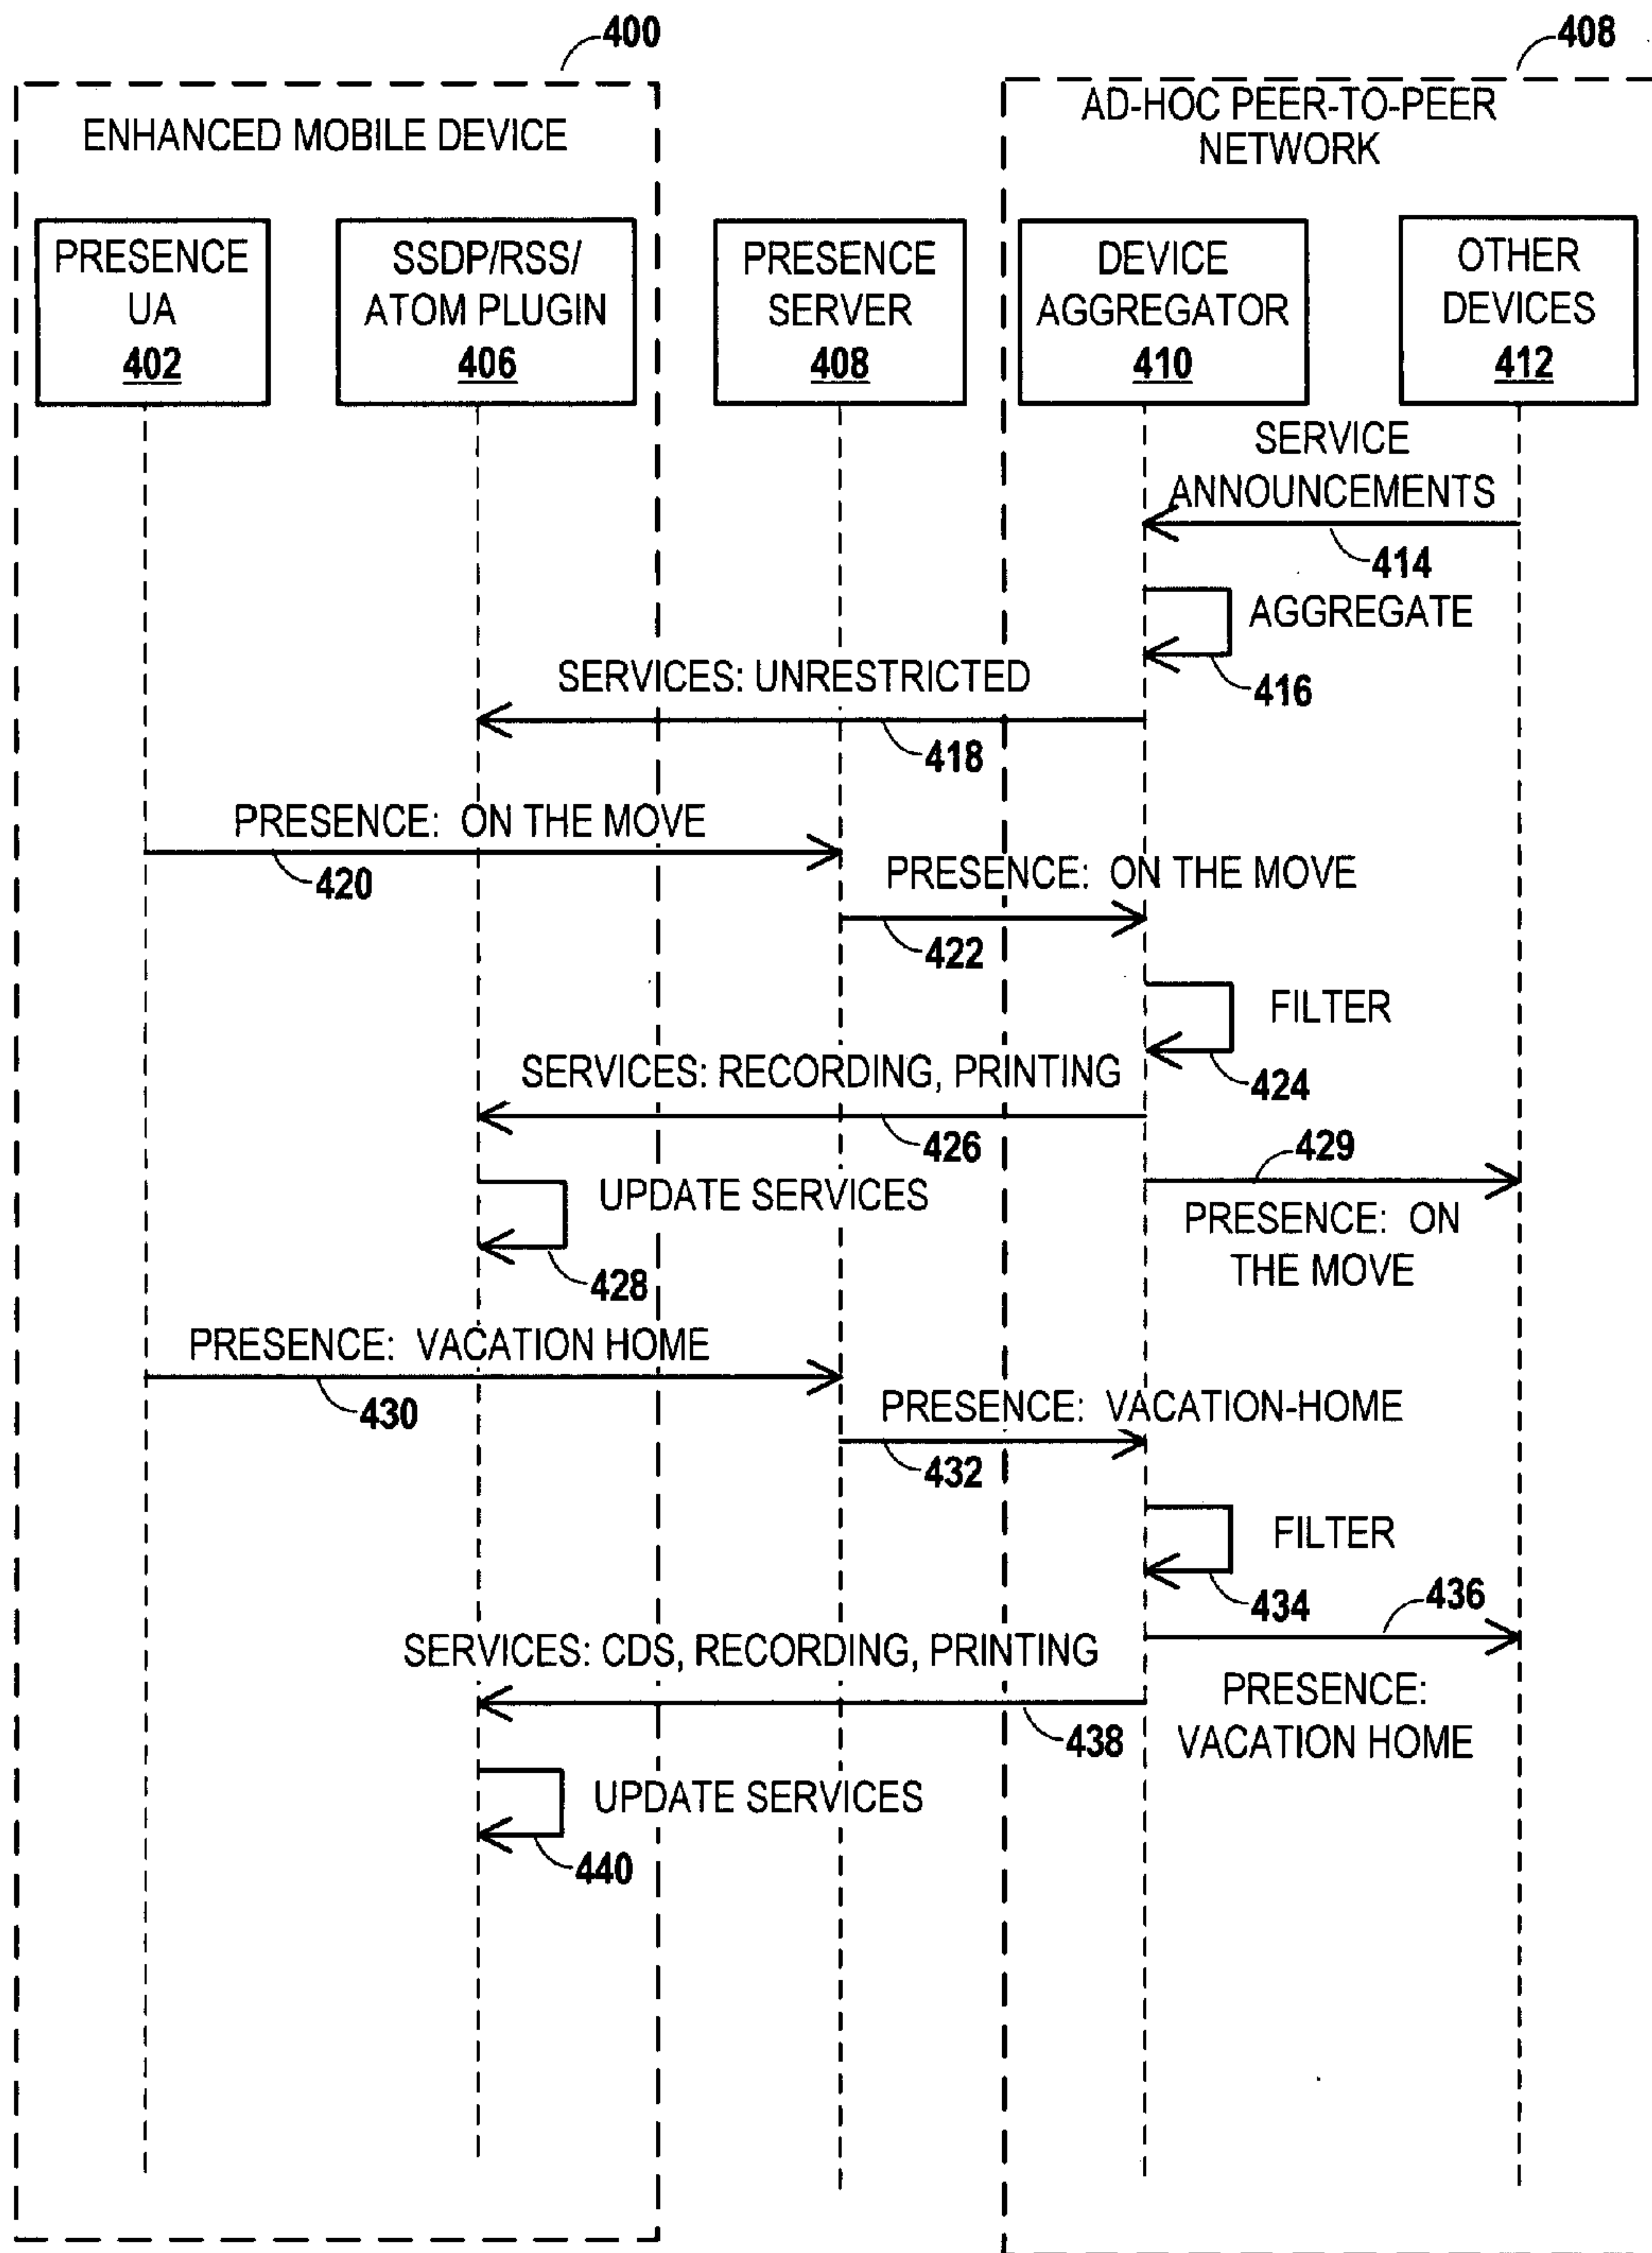 400
408
ENHANCED MOBILE DEVICE
AD-HOC PEER-TO-PEER
NETWORK
PRESENCE
UA
402
SSDP/RSS/
ATOM PLUGIN
406
PRESENCE
SERVER
408
DEVICE
AGGREGATOR
410
OTHER
DEVICES
412
SERVICE
ANNOUNCEMENTS
414
AGGREGATE
416
SERVICES: UNRESTRICTED
418
PRESENCE: ON THE MOVE
420
PRESENCE: ON THE MOVE
422
FILTER
424
SERVICES: RECORDING, PRINTING
426
429
PRESENCE: ON
THE MOVE
UPDATE SERVICES
428
PRESENCE: VACATION HOME
430
PRESENCE: VACATION-HOME
432
FILTER
434
436
PRESENCE:
VACATION HOME
SERVICES: CDS, RECORDING, PRINTING
438
UPDATE SERVICES
440